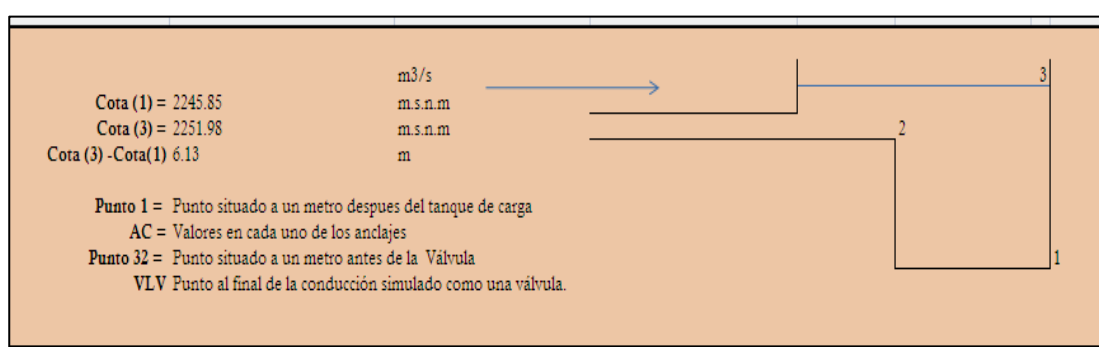 m3/s
3
Cota (1) = 2245.85 m.s.n.m
Cota (3) = 2251.98 m.s.n.m
2
Cota (3) -Cota(1) 6.13 m
Punto 1 = Punto situado a un metro despues del tanque de carga
AC = Valores en cada uno de los anclajes
Punto 32 = Punto situado a un metro antes de la Válvula
1
VLV Punto al final de la conducción simulado como una válvula.